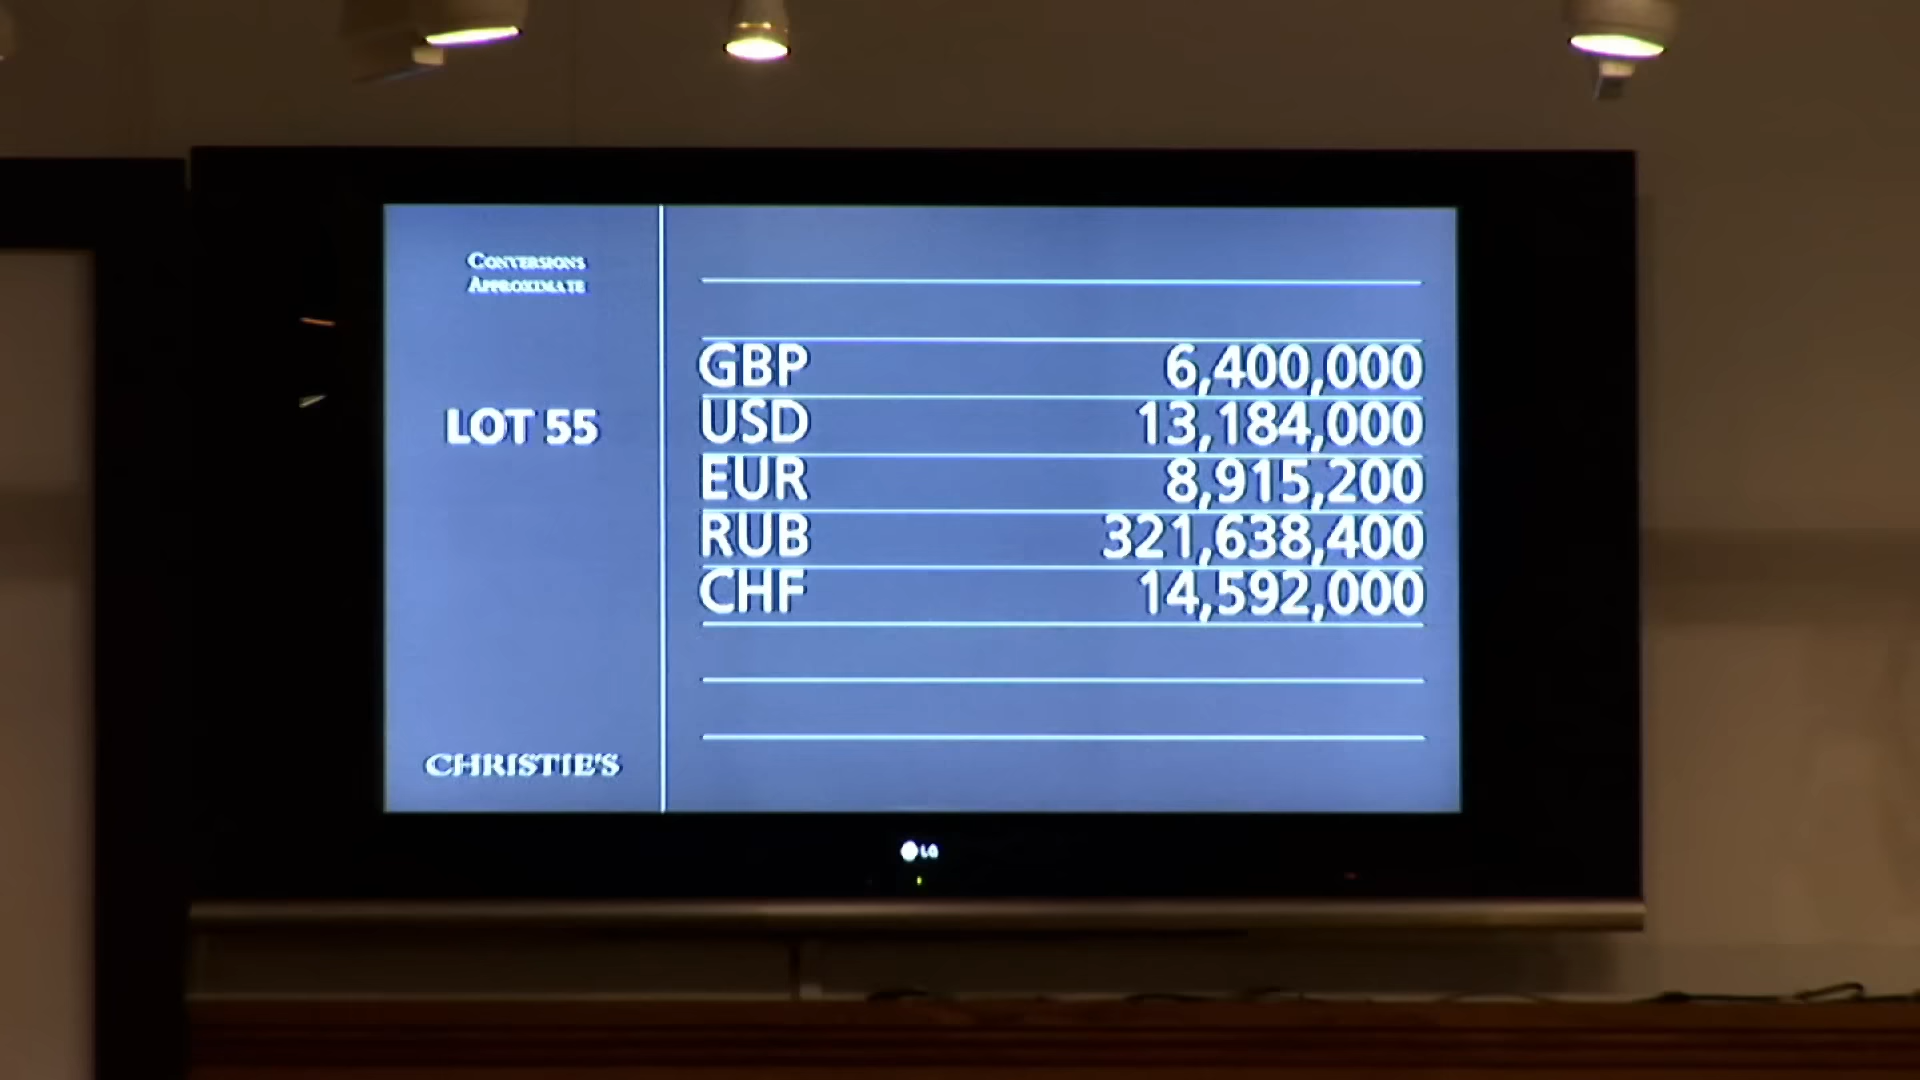 CONVERSIONS
APPROXIMATE
LOT 55
GBP 6,400,000
USD 13,184,000
EUR 8,915,200
RUB 321,638,400
CHF 14,592,000
CHRISTIE'S
LG